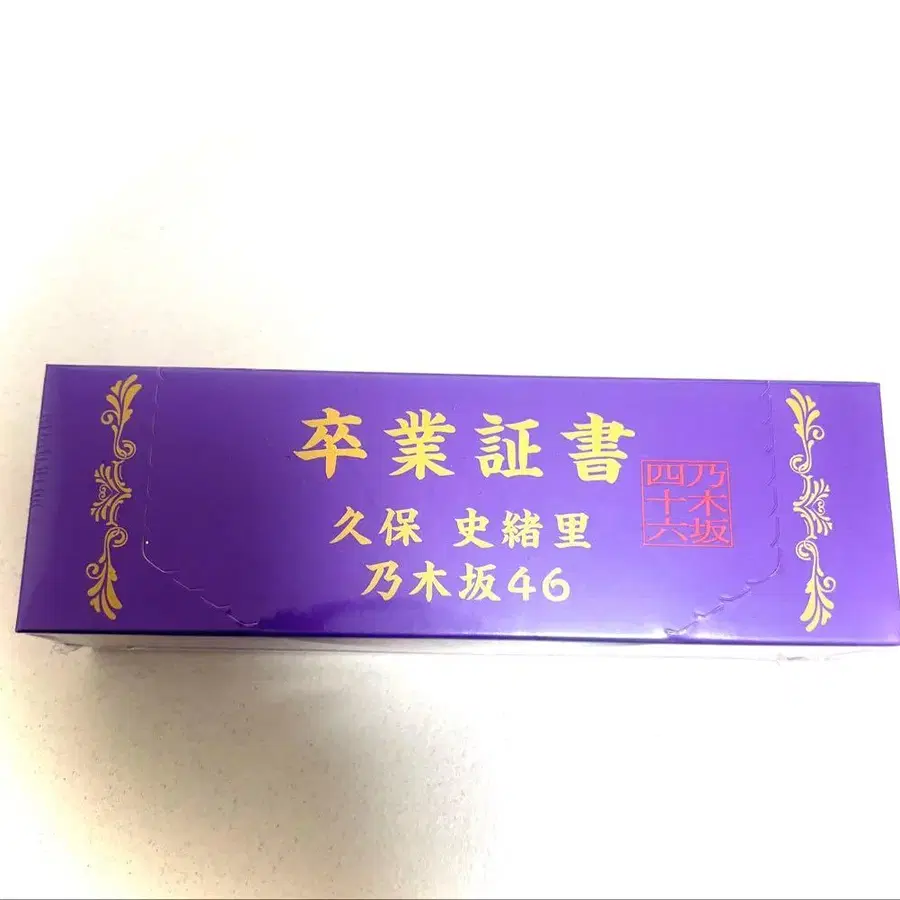 卒業証書
久保 史緒里
乃木坂46
乃木坂
四十六